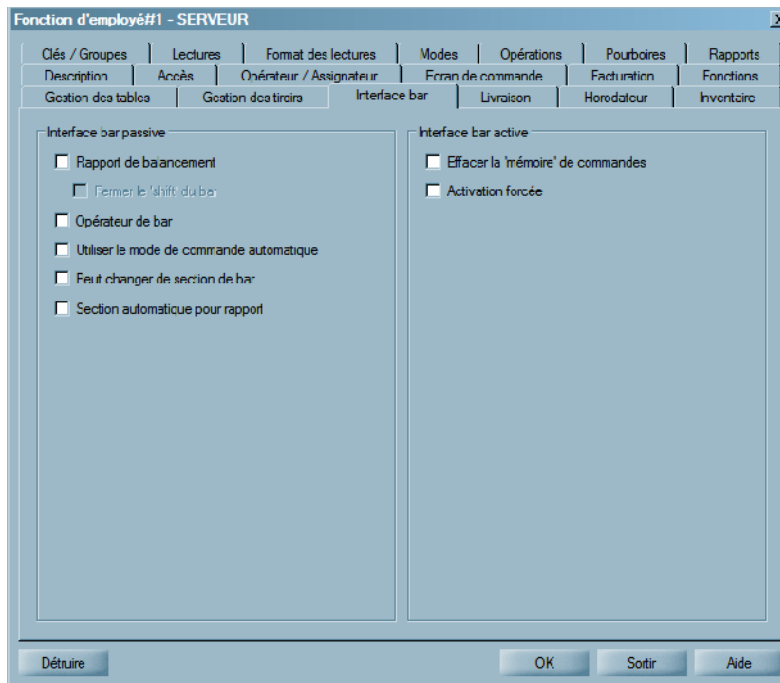 Fonction d'employé#1 - SERVEUR
Clés / Groupes Lectures Format des lectures Modes Opérations Pourboires Rapports
Description Accès Opérateur / Assignateur Ecran de commande Facturation Fonctions
Gestion des tables Gestion des tiroirs Interface bar Livraison Horodateur Inventaire
Interface bar passive
Rapport de balancement
Fermer le 'shift' du bar
Opérateur de bar
Utiliser le mode de commande automatique
Peut changer de section de bar
Section automatique pour rapport
Interface bar active
Effacer la 'mémoire' de commandes
Activation forcée
Détruire OK Sortir Aide